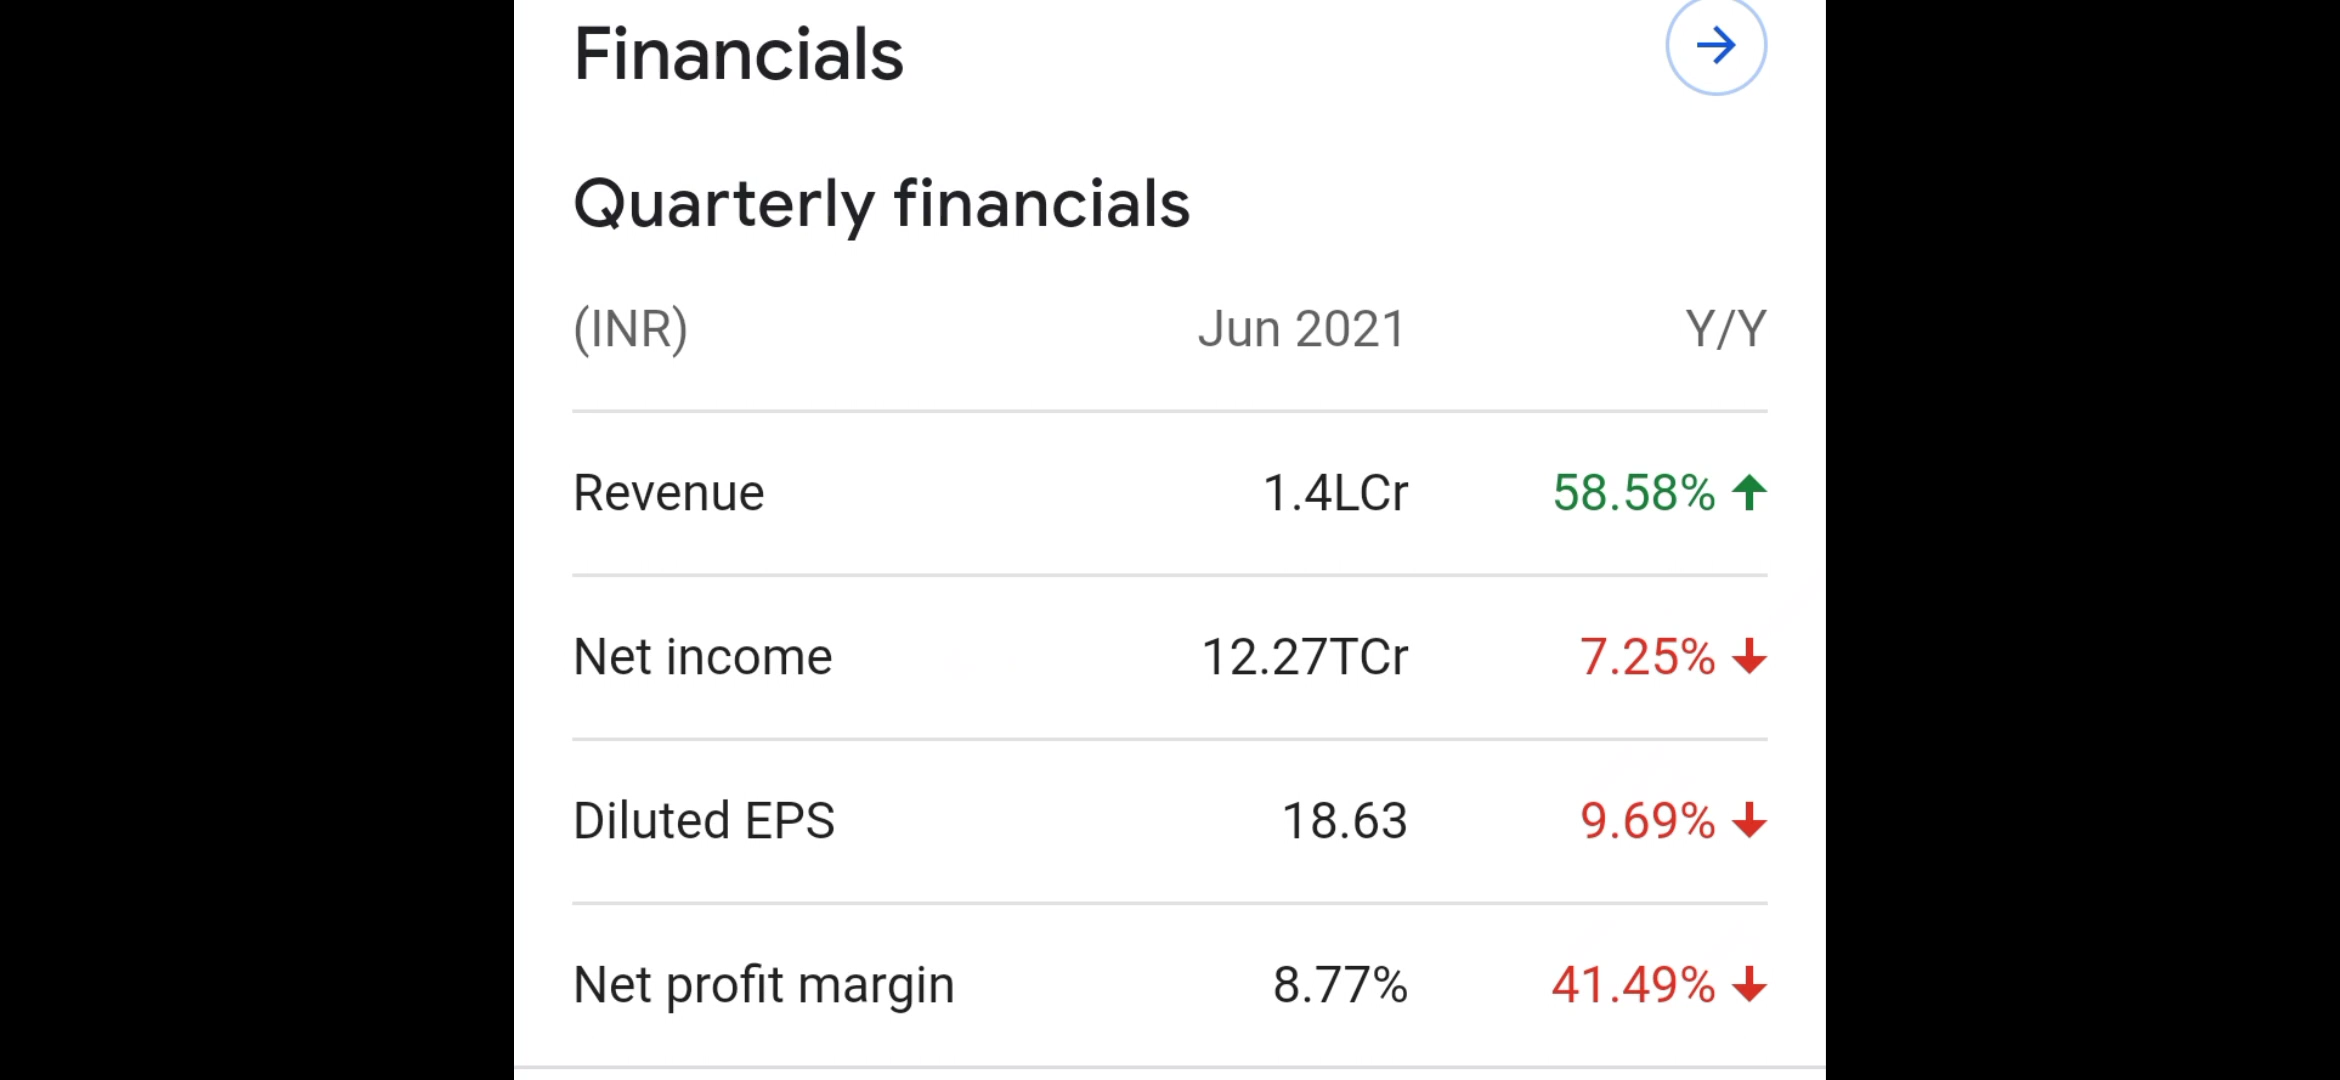 Financials
Quarterly financials
(INR) Jun 2021 Y/Y
Revenue 1.4LCr 58.58%
Net income 12.27TCr 7.25%
Diluted EPS 18.63 9.69%
Net profit margin 8.77% 41.49%